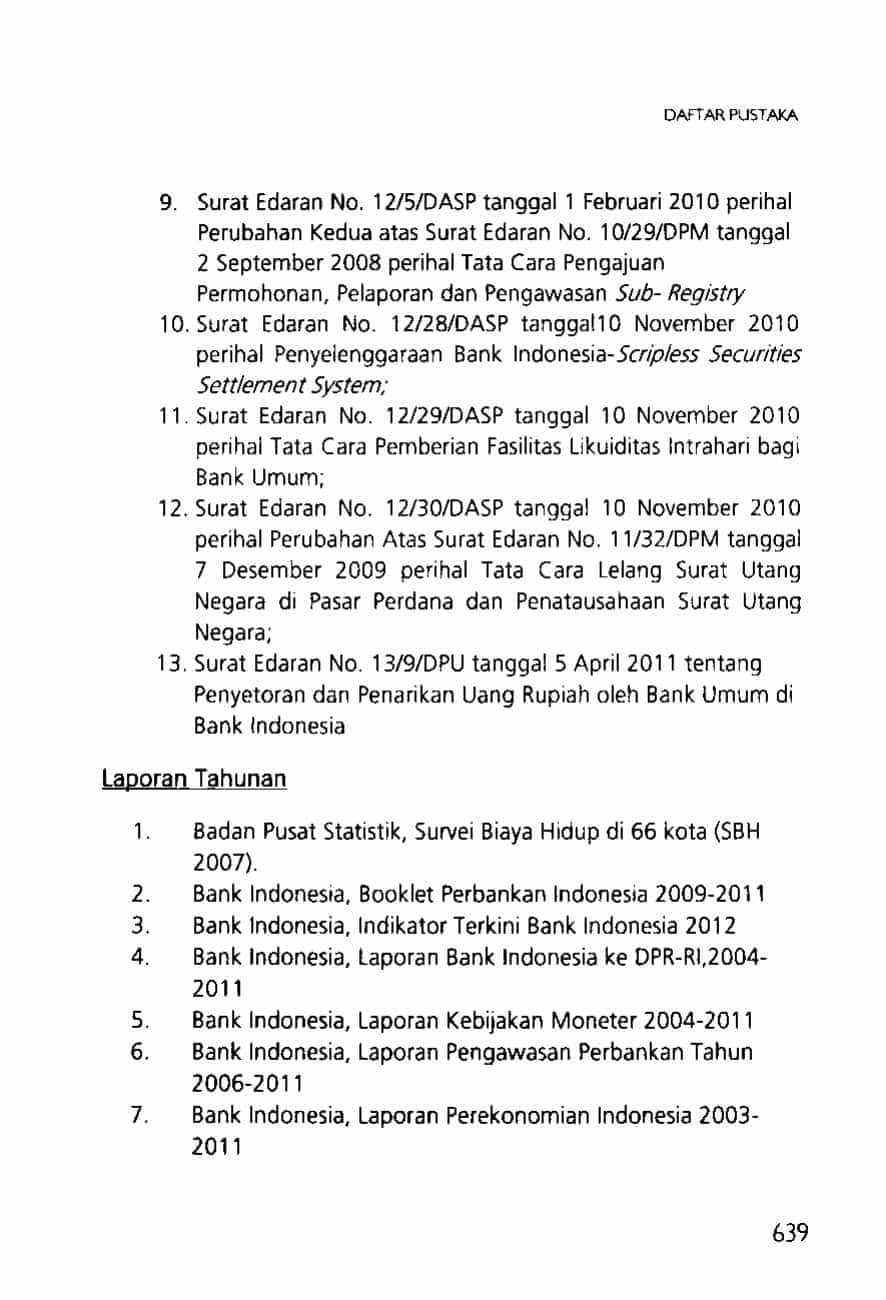 DAFTAR PUSTAKA
9. Surat Edaran No. 12/5/DASP tanggal 1 Februari 2010 perihal
Perubahan Kedua atas Surat Edaran No. 10/29/DPM tanggal
2 September 2008 perihal Tata Cara Pengajuan
Permohonan, Pelaporan dan Pengawasan Sub- Registry
10. Surat Edaran No. 12/28/DASP tanggal10 November 2010
perihal Penyelenggaraan Bank Indonesia-Scripless Securities
Settlement System;
11. Surat Edaran No. 12/29/DASP tanggal 10 November 2010
perihal Tata Cara Pemberian Fasilitas Likuiditas Intrahari bagi
Bank Umum;
12. Surat Edaran No. 12/30/DASP tanggal 10 November 2010
perihal Perubahan Atas Surat Edaran No. 11/32/DPM tanggal
7 Desember 2009 perihal Tata Cara Lelang Surat Utang
Negara di Pasar Perdana dan Penatausahaan Surat Utang
Negara;
13. Surat Edaran No. 13/9/DPU tanggal 5 April 2011 tentang
Penyetoran dan Penarikan Uang Rupiah oleh Bank Umum di
Bank Indonesia
Laporan Tahunan
1. Badan Pusat Statistik, Survei Biaya Hidup di 66 kota (SBH
2007).
2. Bank Indonesia, Booklet Perbankan Indonesia 2009-2011
3. Bank Indonesia, Indikator Terkini Bank Indonesia 2012
4. Bank Indonesia, Laporan Bank Indonesia ke DPR-RI,2004-
2011
5. Bank Indonesia, Laporan Kebijakan Moneter 2004-2011
6. Bank Indonesia, Laporan Pengawasan Perbankan Tahun
2006-2011
7. Bank Indonesia, Laporan Perekonomian Indonesia 2003-
2011
639